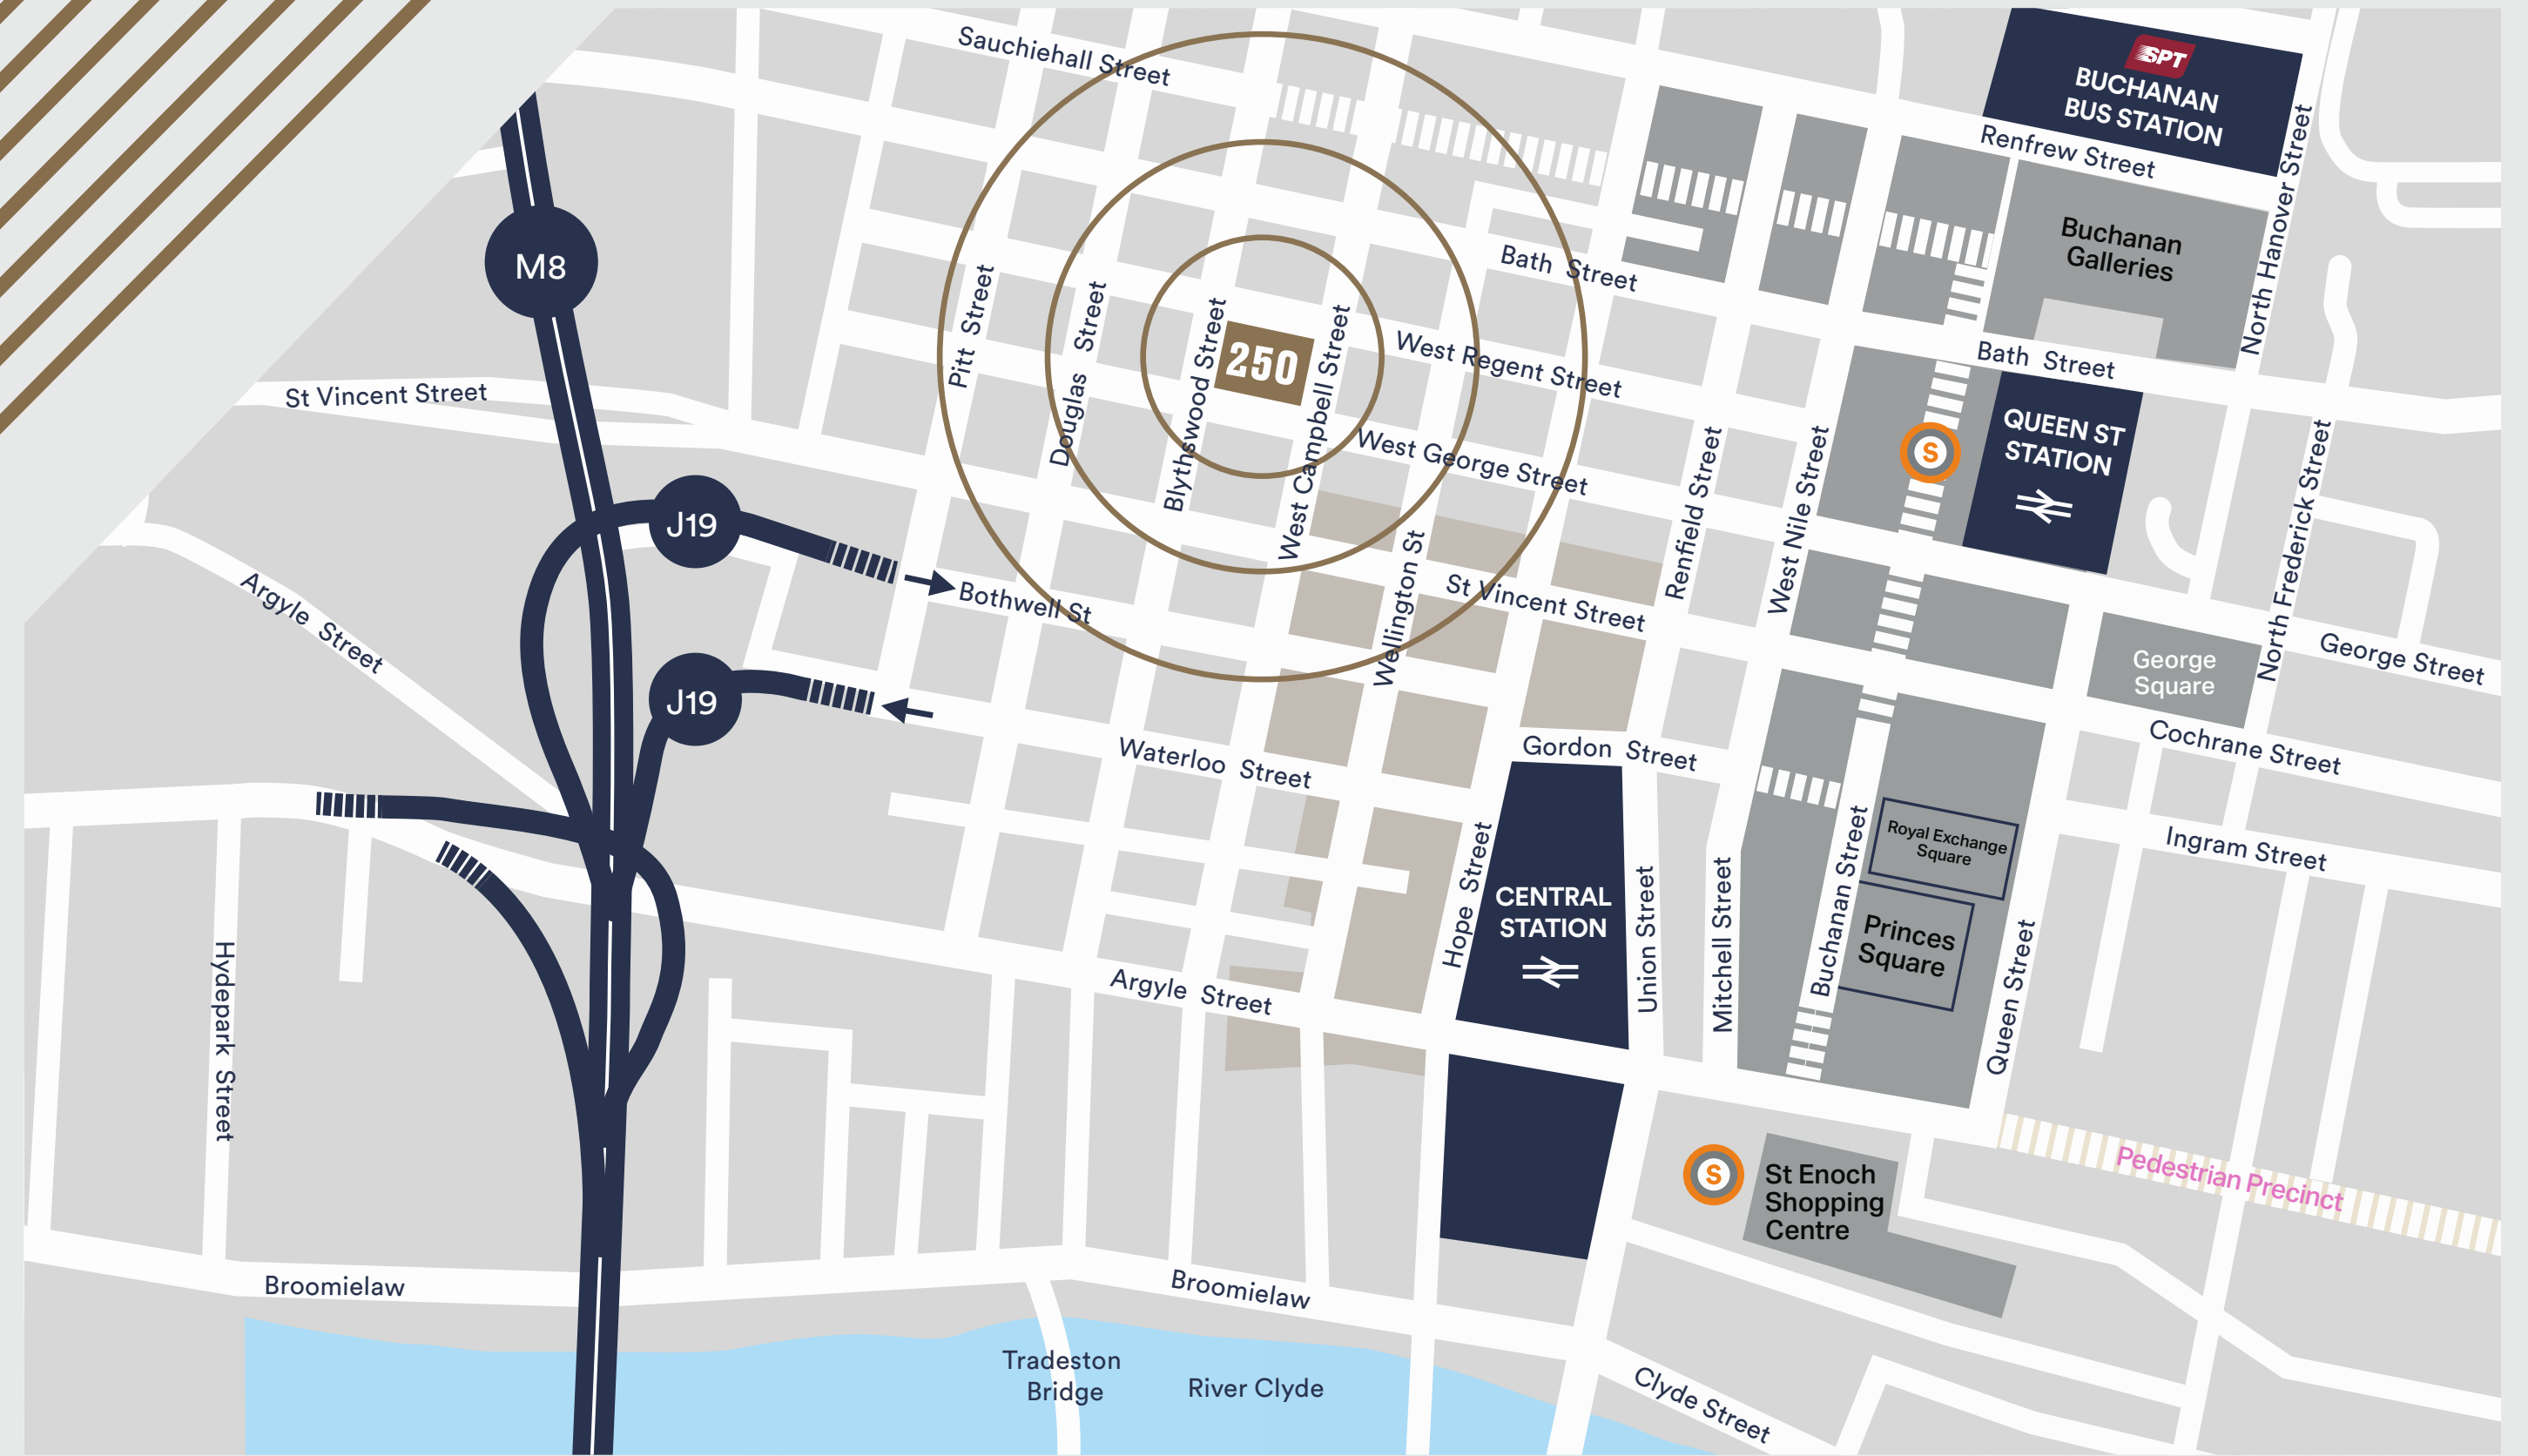 Sauchiehall Street
SPT
BUCHANAN
BUS STATION
Renfrew Street
North Hanover Street
M8
Buchanan
Galleries
Bath Street
Pitt Street
Douglas Street
Blythswood Street
250
West Campbell Street
West Regent Street
Bath Street
St Vincent Street
QUEEN ST
STATION
S
West George Street
Renfield Street
West Nile Street
North Frederick Street
J19
Argyle Street
Bothwell St
Wellington St
St Vincent Street
George
Square
George Street
J19
Waterloo Street
Gordon Street
Cochrane Street
Royal Exchange
Square
Ingram Street
Hope Street
CENTRAL
STATION
Union Street
Mitchell Street
Buchanan Street
Princes
Square
Queen Street
Hydepark Street
Argyle Street
S
St Enoch
Shopping
Centre
Pedestrian Precinct
Broomielaw
Broomielaw
Tradeston
Bridge
River Clyde
Clyde Street